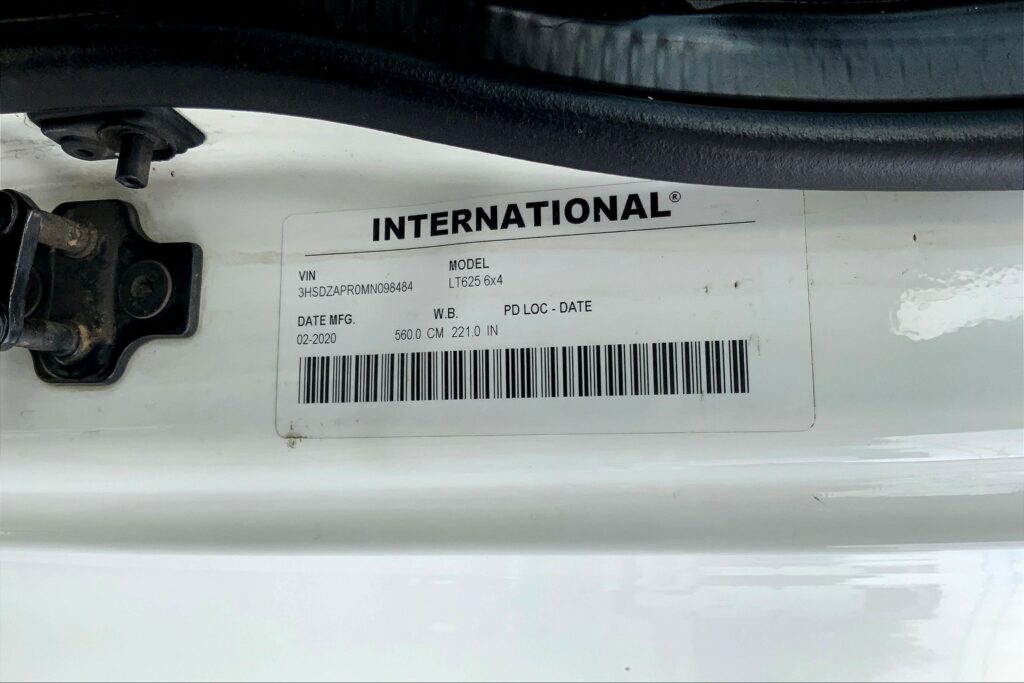 INTERNATIONAL®
VIN MODEL
3HSDZAPR0MN098484 LT625 6x4
DATE MFG. W.B. PD LOC - DATE
02-2020 560.0 CM 221.0 IN